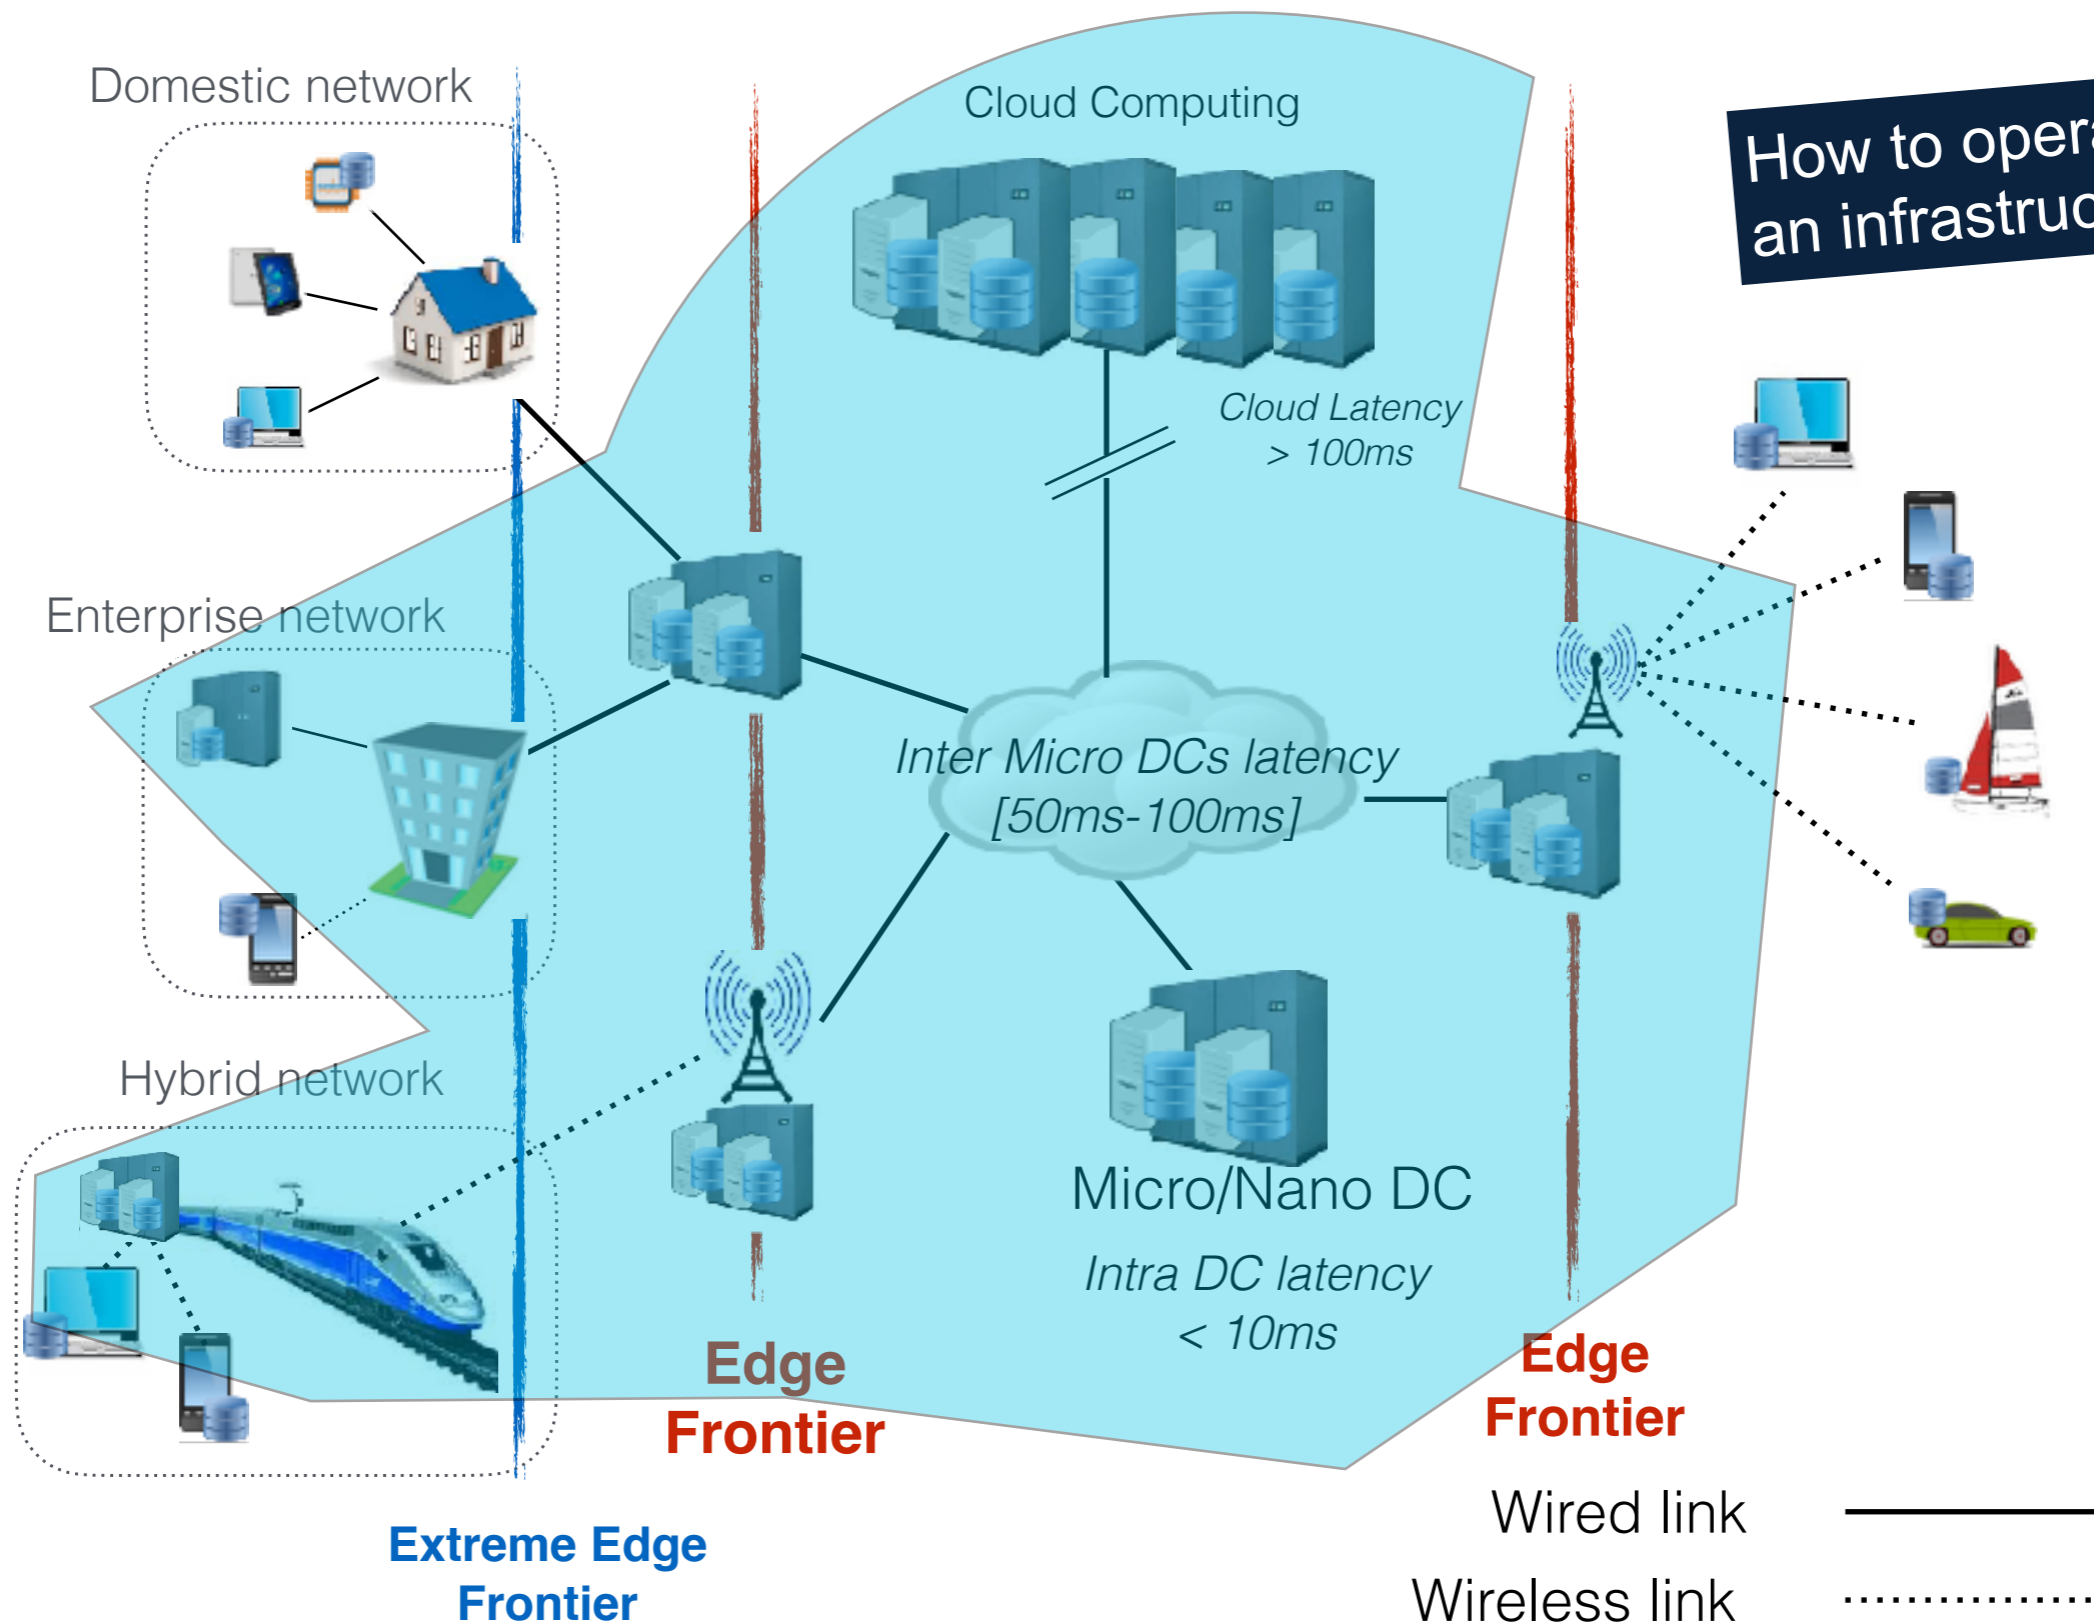 Domestic network
Cloud Computing
How to
an
Cloud Latency
> 100ms
Enterprise network
Inter Micro DCs latency
[50ms-100ms]
Hybrid network
Micro/Nano DC
Intra DC latency
< 10ms
Edge
Frontier
Edge
Frontier
Wired link
Extreme Edge
Frontier
Wireless link